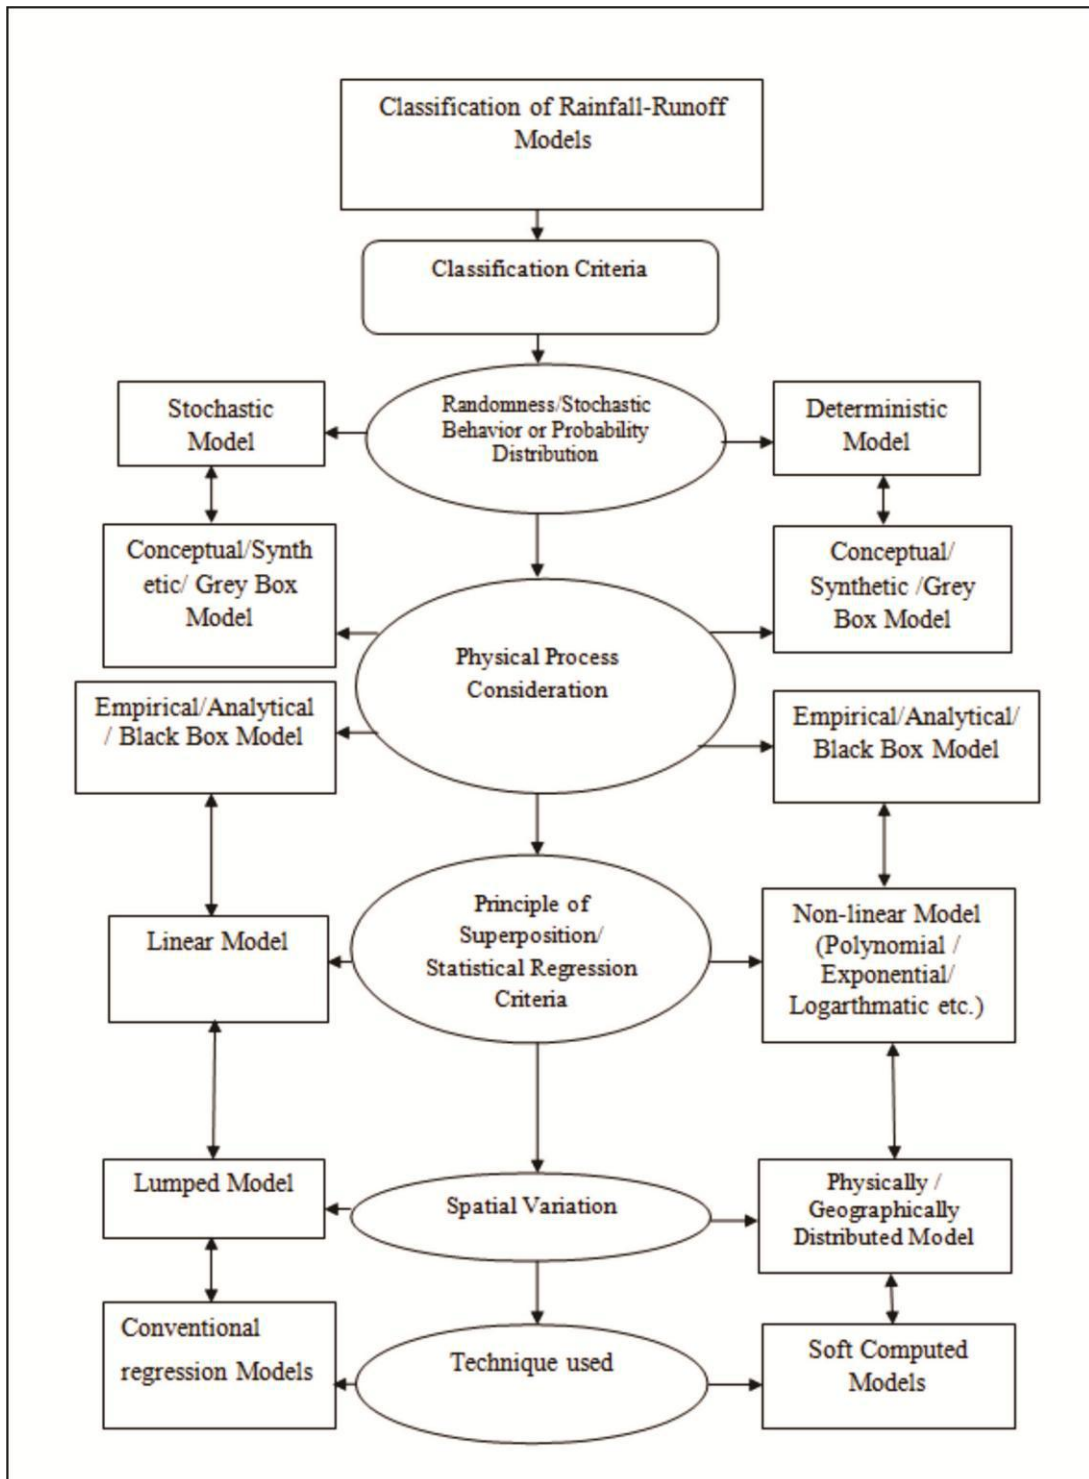 Classification of Rainfall-Runoff
Models
Classification Criteria
Randomness/Stochastic
Behavior or Probability
Distribution
Stochastic
Model
Deterministic
Model
Conceptual/Synth
etic/ Grey Box
Model
Conceptual/
Synthetic /Grey
Box Model
Physical Process
Consideration
Empirical/Analytical
/ Black Box Model
Empirical/Analytical/
Black Box Model
Principle of
Superposition/
Statistical Regression
Criteria
Linear Model
Non-linear Model
(Polynomial /
Exponential/
Logarthmatic etc.)
Lumped Model
Spatial Variation
Physically /
Geographically
Distributed Model
Conventional
regression Models
Technique used
Soft Computed
Models